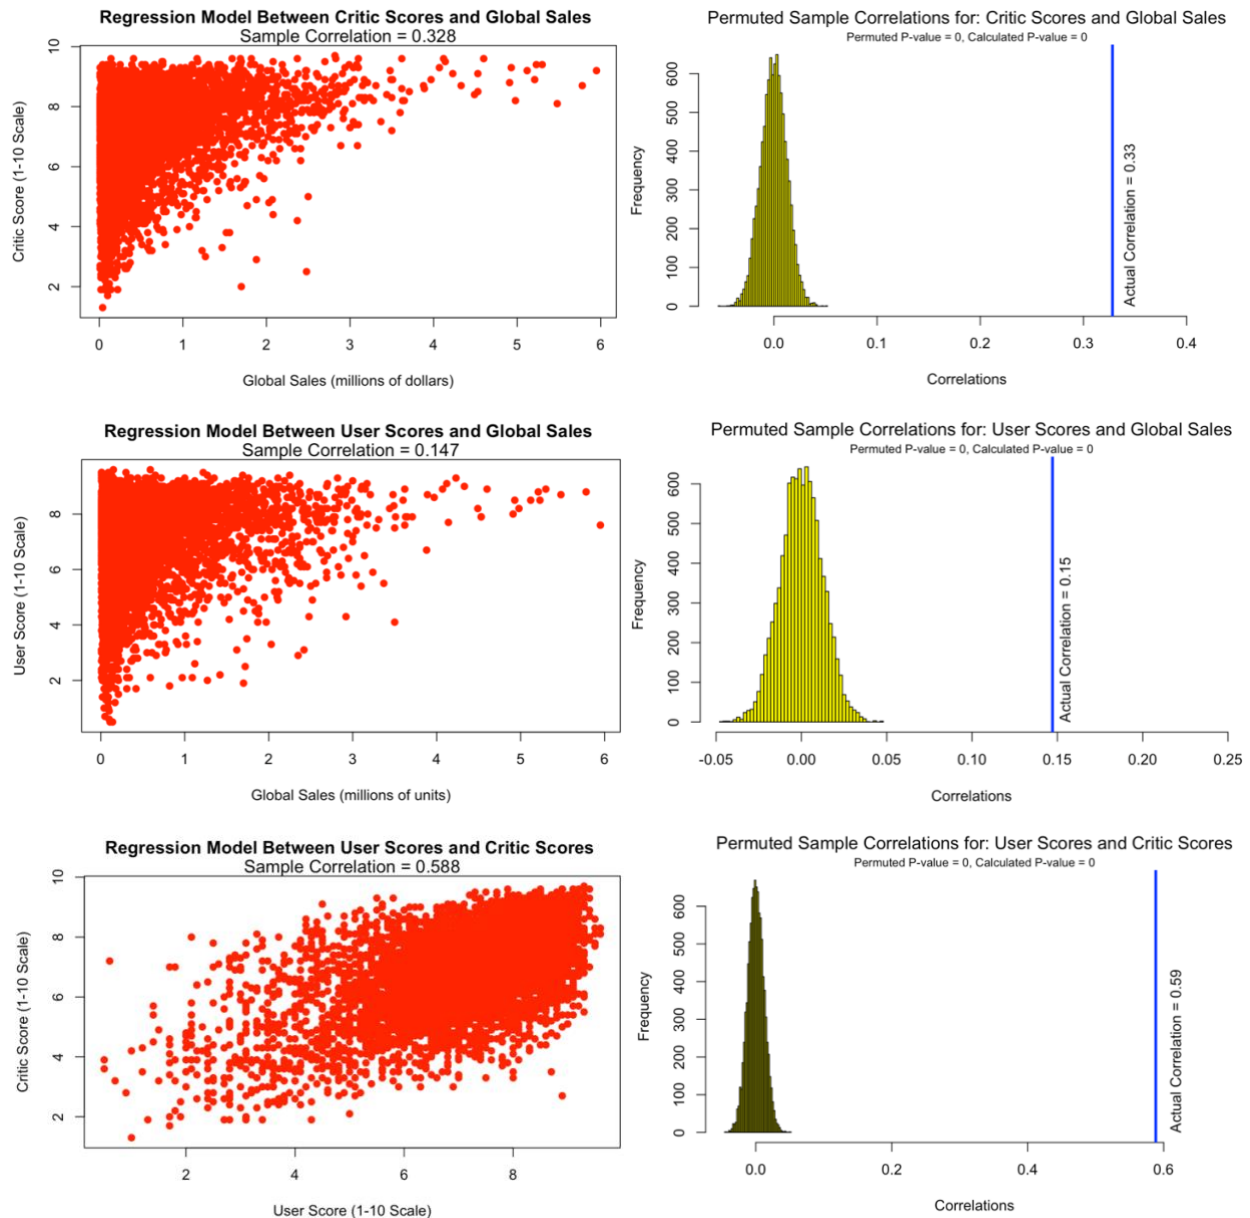 Regression Model Between Critic Scores and Global Sales
Sample Correlation = 0.328
10
8
6
4
2
Critic Score (1-10 Scale)
0 1 2 3 4 5 6
Global Sales (millions of dollars)
Permuted Sample Correlations for: Critic Scores and Global Sales
Permuted P-value = 0, Calculated P-value = 0
600
500
400
300
200
100
0
Frequency
Actual Correlation = 0.33
0.0 0.1 0.2 0.3 0.4
Correlations
Regression Model Between User Scores and Global Sales
Sample Correlation = 0.147
8
6
4
2
User Score (1-10 Scale)
0 1 2 3 4 5 6
Global Sales (millions of units)
Permuted Sample Correlations for: User Scores and Global Sales
Permuted P-value = 0, Calculated P-value = 0
600
500
400
300
200
100
0
Frequency
Actual Correlation = 0.15
-0.05 0.00 0.05 0.10 0.15 0.20 0.25
Correlations
Regression Model Between User Scores and Critic Scores
Sample Correlation = 0.588
10
8
6
4
2
Critic Score (1-10 Scale)
2 4 6 8
User Score (1-10 Scale)
Permuted Sample Correlations for: User Scores and Critic Scores
Permuted P-value = 0, Calculated P-value = 0
600
500
400
300
200
100
0
Frequency
Actual Correlation = 0.59
0.0 0.2 0.4 0.6
Correlations